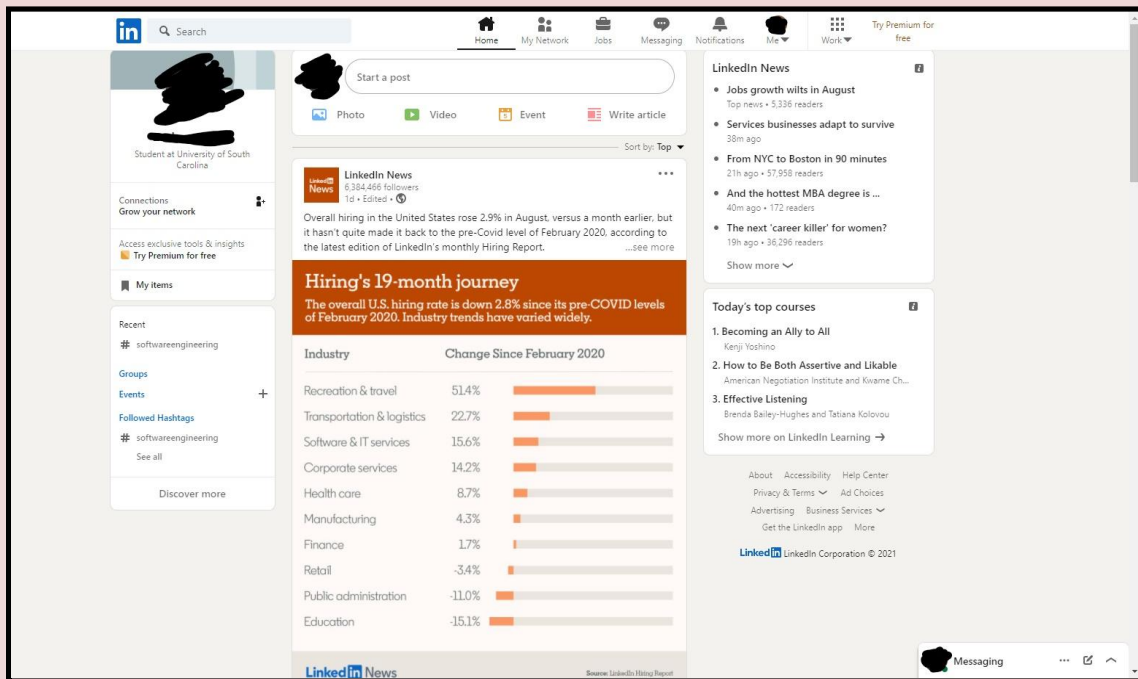 in
Search
Home
My Network
Jobs
Messaging
Notifications
Me
Work
Try Premium for
free
Student at University of South
Carolina
Connections
Grow your network
Access exclusive tools & insights
Try Premium for free
My items
Recent
# softwareengineering
Groups
Events +
Followed Hashtags
# softwareengineering
See all
Discover more
Start a post
Photo
Video
Event
Write article
Sort by: Top
Linked in
News
LinkedIn News
6,384,466 followers
1d • Edited •
Overall hiring in the United States rose 2.9% in August, versus a month earlier, but
it hasn't quite made it back to the pre-Covid level of February 2020, according to
the latest edition of LinkedIn's monthly Hiring Report. ...see more
Hiring's 19-month journey
The overall U.S. hiring rate is down 2.8% since its pre-COVID levels
of February 2020. Industry trends have varied widely.
Industry Change Since February 2020
Recreation & travel 51.4%
Transportation & logistics 22.7%
Software & IT services 15.6%
Corporate services 14.2%
Health care 8.7%
Manufacturing 4.3%
Finance 1.7%
Retail -3.4%
Public administration -11.0%
Education -15.1%
Linked in News
Source: LinkedIn Hiring Report
LinkedIn News
Jobs growth wilts in August
Top news • 5,336 readers
Services businesses adapt to survive
38m ago
From NYC to Boston in 90 minutes
21h ago • 57,958 readers
And the hottest MBA degree is ...
40m ago • 172 readers
The next 'career killer' for women?
19h ago • 36,296 readers
Show more
Today's top courses
1. Becoming an Ally to All
Kenji Yoshino
2. How to Be Both Assertive and Likable
American Negotiation Institute and Kwame Ch...
3. Effective Listening
Brenda Bailey-Hughes and Tatiana Kolovou
Show more on LinkedIn Learning →
About Accessibility Help Center
Privacy & Terms Ad Choices
Advertising Business Services
Get the LinkedIn app More
Linked in LinkedIn Corporation © 2021
Messaging